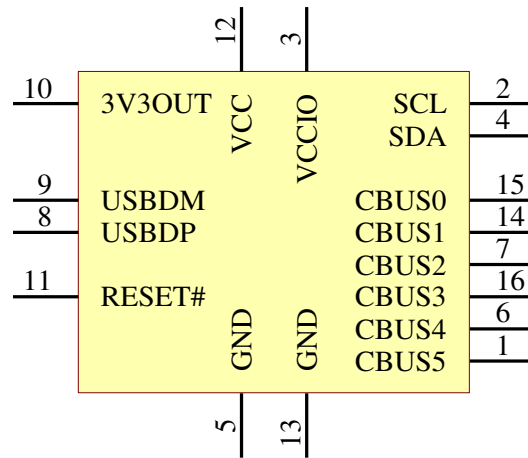 12 3
10 3V3OUT VCC VCCIO SCL 2
SDA 4
9 USBDM CBUS0 15
8 USBDP CBUS1 14
CBUS2 7
11 RESET# CBUS3 16
GND GND CBUS4 6
CBUS5 1
5 13